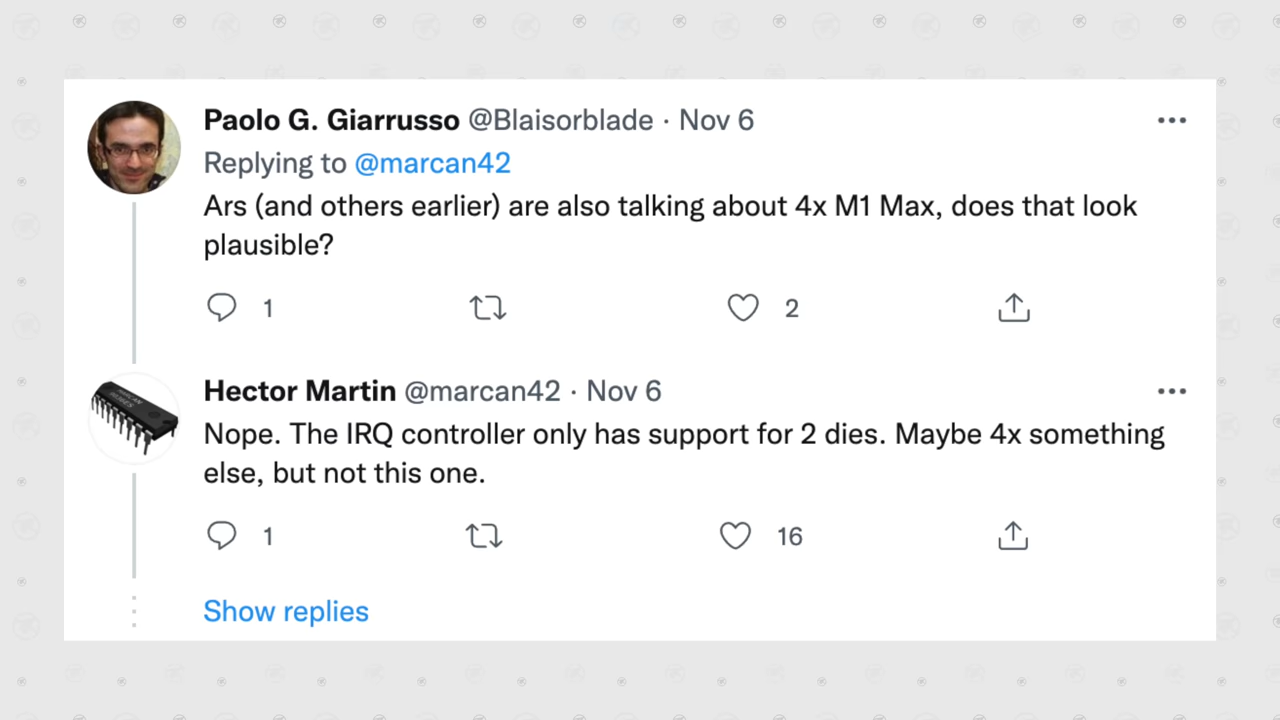 Paolo G. Giarrusso @Blaisorblade · Nov 6
Replying to @marcan42
Ars (and others earlier) are also talking about 4x M1 Max, does that look
plausible?
1 2
Hector Martin @marcan42 · Nov 6
Nope. The IRQ controller only has support for 2 dies. Maybe 4x something
else, but not this one.
1 16
Show replies